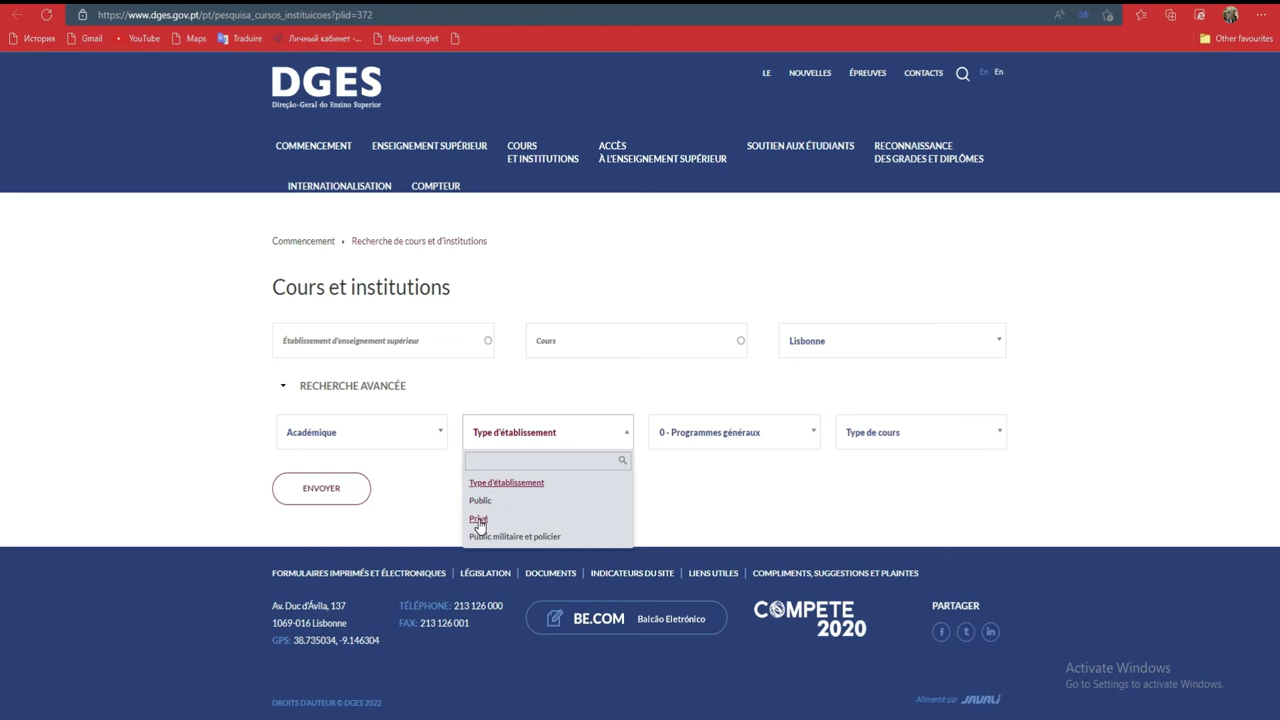 https://www.dges.gov.pt/pt/pesquisa_cursos_instituicoes?plid=372
История Gmail YouTube Maps Traduire Личный кабинет -... Nouvel onglet Other favourites
DGES
Direção-Geral do Ensino Superior
LE NOUVELLES ÉPREUVES CONTACTS En En
COMMENCEMENT ENSEIGNEMENT SUPÉRIEUR COURS ET INSTITUTIONS ACCÈS À L'ENSEIGNEMENT SUPÉRIEUR SOUTIEN AUX ÉTUDIANTS RECONNAISSANCE DES GRADES ET DIPLÔMES
INTERNATIONALISATION COMPTEUR
Commencement Recherche de cours et d'institutions
Cours et institutions
Établissement d'enseignement supérieur Cours Lisbonne
RECHERCHE AVANCÉE
Académique Type d'établissement 0 - Programmes généraux Type de cours
Type d'établissement
Public
Privé
Public militaire et policier
ENVOYER
FORMULAIRES IMPRIMÉS ET ÉLECTRONIQUES LÉGISLATION DOCUMENTS INDICATEURS DU SITE LIENS UTILES COMPLIMENTS, SUGGESTIONS ET PLAINTES
Av. Duc d'Ávila, 137
1069-016 Lisbonne
GPS: 38.735034, -9.146304
TÉLÉPHONE: 213 126 000
FAX: 213 126 001
BE.COM Balcão Eletrónico
COMPETE
2020
PARTAGER
Activate Windows
Go to Settings to activate Windows.
DROITS D'AUTEUR © DGES 2022
Alimenté par JAVALI